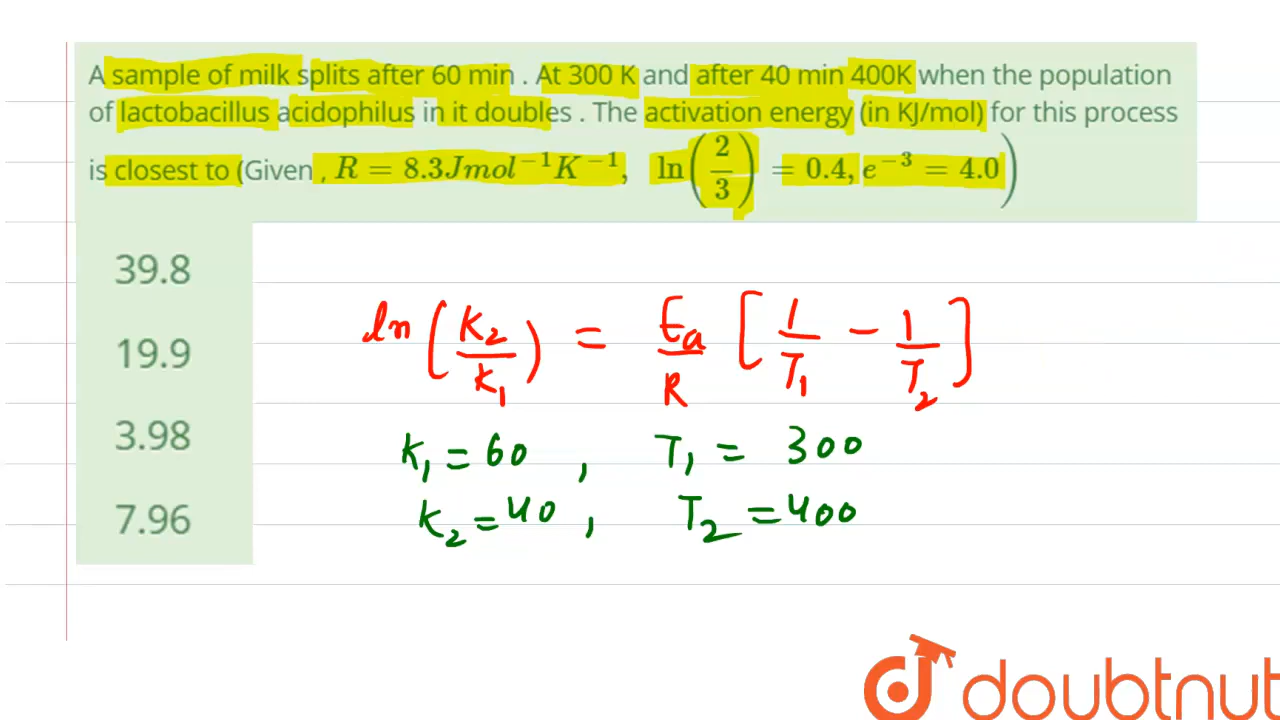 A sample of milk splits after 60 min . At 300 K and after 40 min 400K when the population
of lactobacillus acidophilus in it doubles . The activation energy (in KJ/mol) for this process
is closest to (Given , R = 8.3Jmol⁻¹K⁻¹, ln(2/3) = 0.4, e⁻³ = 4.0)
39.8
19.9
3.98
7.96
ln (K₂/K₁) = Ea/R [1/T₁ − 1/T₂]
K₁ = 60 , T₁ = 300
K₂ = 40 , T₂ = 400
doubtnut